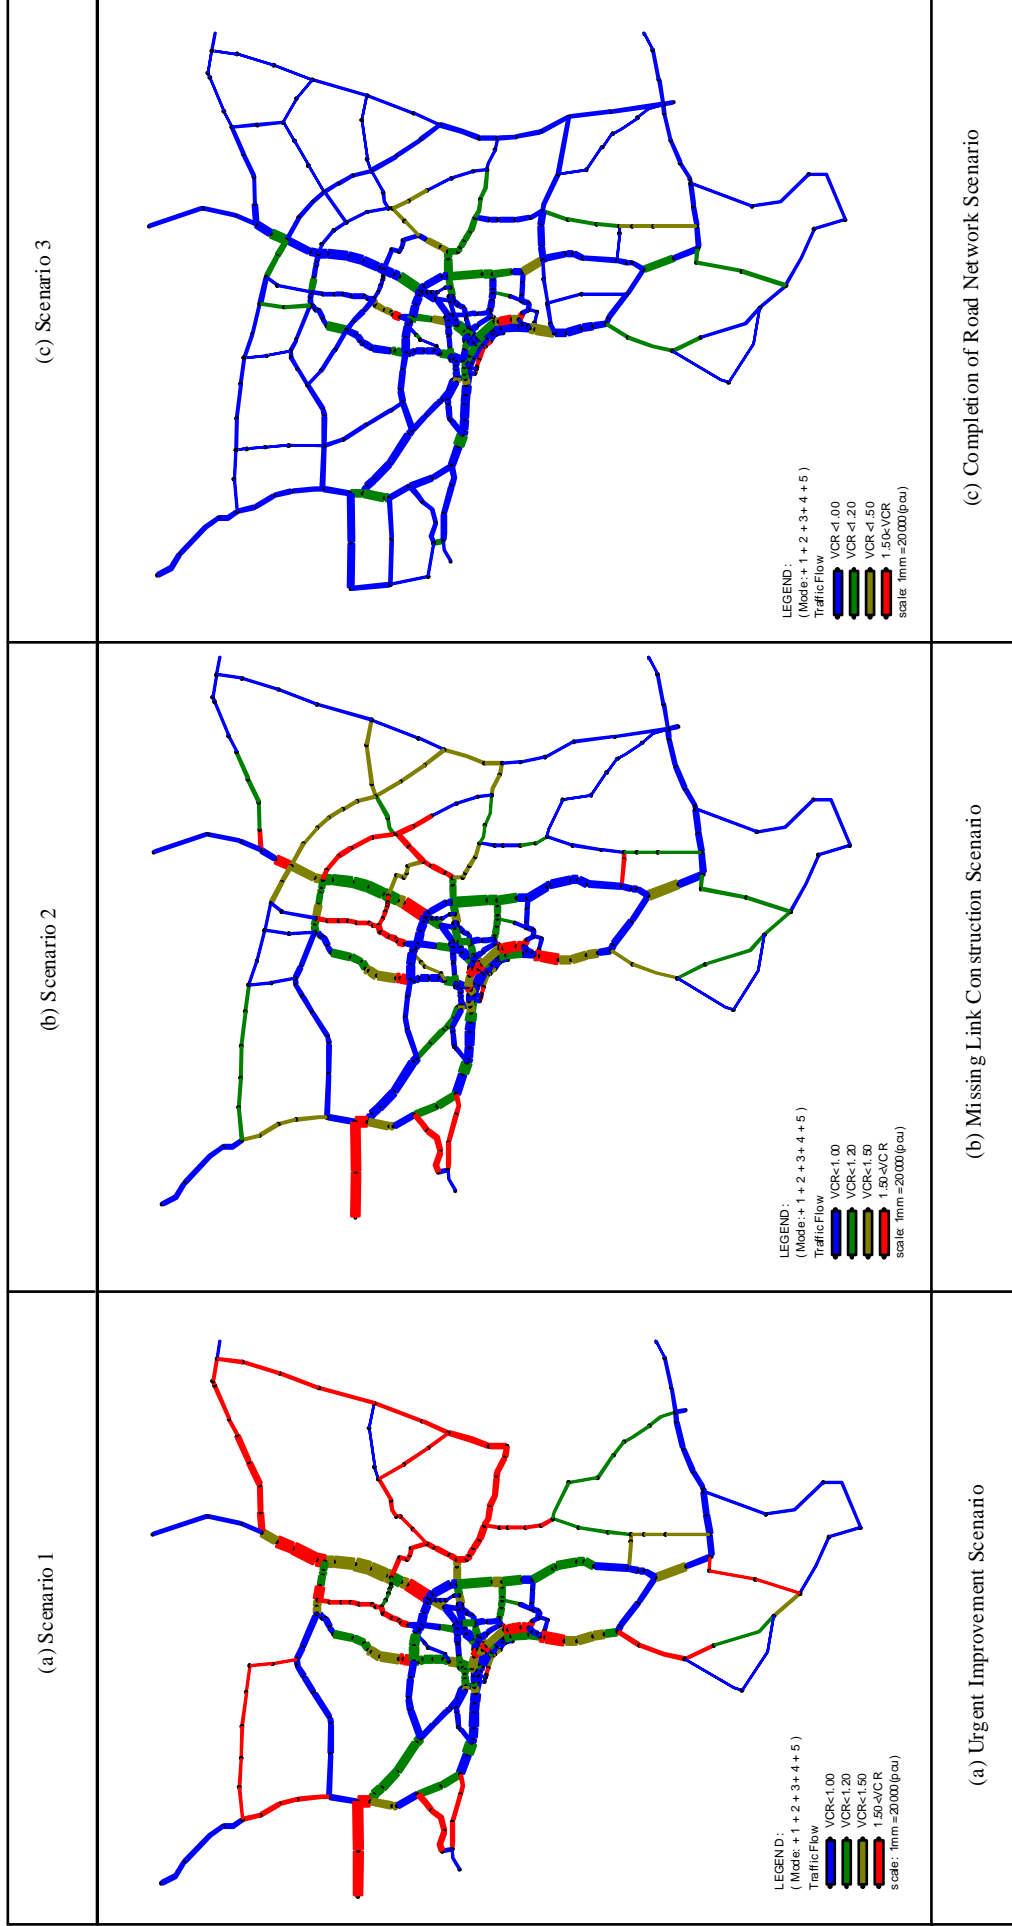 (a) Scenario 1
(b) Scenario 2
(c) Scenario 3
LEGEND :
( Mode: + 1 + 2 + 3+ 4 + 5 )
Traffic Flow
VCR<1.00
VCR<1.20
VCR<1.50
1.50<VCR
scale: 1mm =20000(pcu)
LEGEND :
( Mode: + 1 + 2 + 3+ 4 + 5 )
Traffic Flow
VCR<1.00
VCR<1.20
VCR<1.50
1.50<VCR
scale: 1mm =20000(pcu)
LEGEND :
( Mode: + 1 + 2 + 3+ 4 + 5 )
Traffic Flow
VCR<1.00
VCR<1.20
VCR<1.50
1.50<VCR
scale: 1mm =20000(pcu)
(a) Urgent Improvement Scenario
(b) Missing Link Construction Scenario
(c) Completion of Road Network Scenario